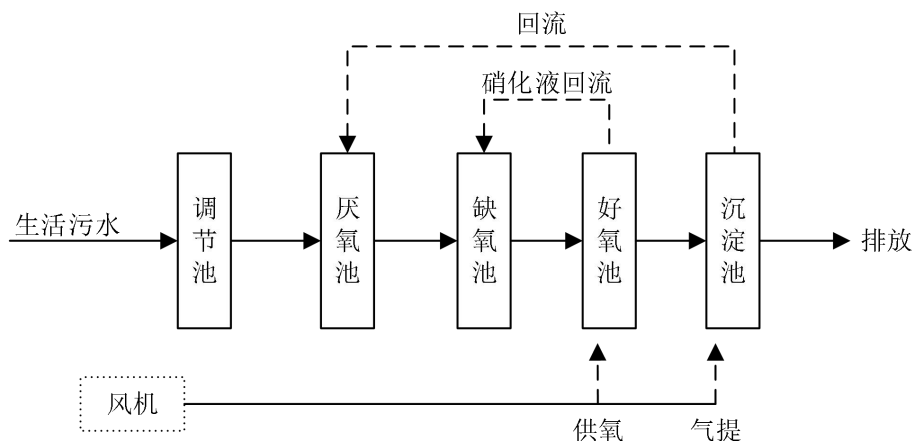 回流
硝化液回流
生活污水
调节池
厌氧池
缺氧池
好氧池
沉淀池
排放
风机
供氧
气提